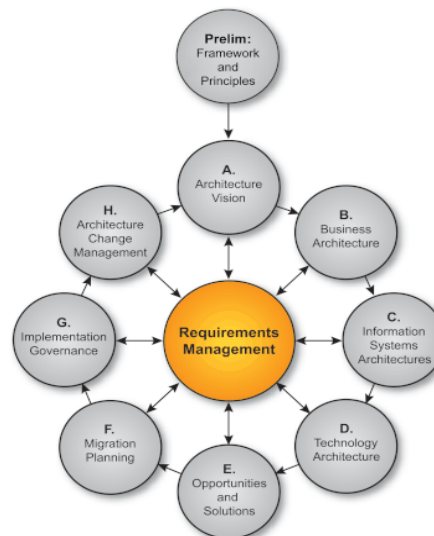 Prelim:
Framework
and
Principles
A.
Architecture
Vision
B.
Business
Architecture
C.
Information
Systems
Architectures
D.
Technology
Architecture
E.
Opportunities
and
Solutions
F.
Migration
Planning
G.
Implementation
Governance
H.
Architecture
Change
Management
Requirements
Management